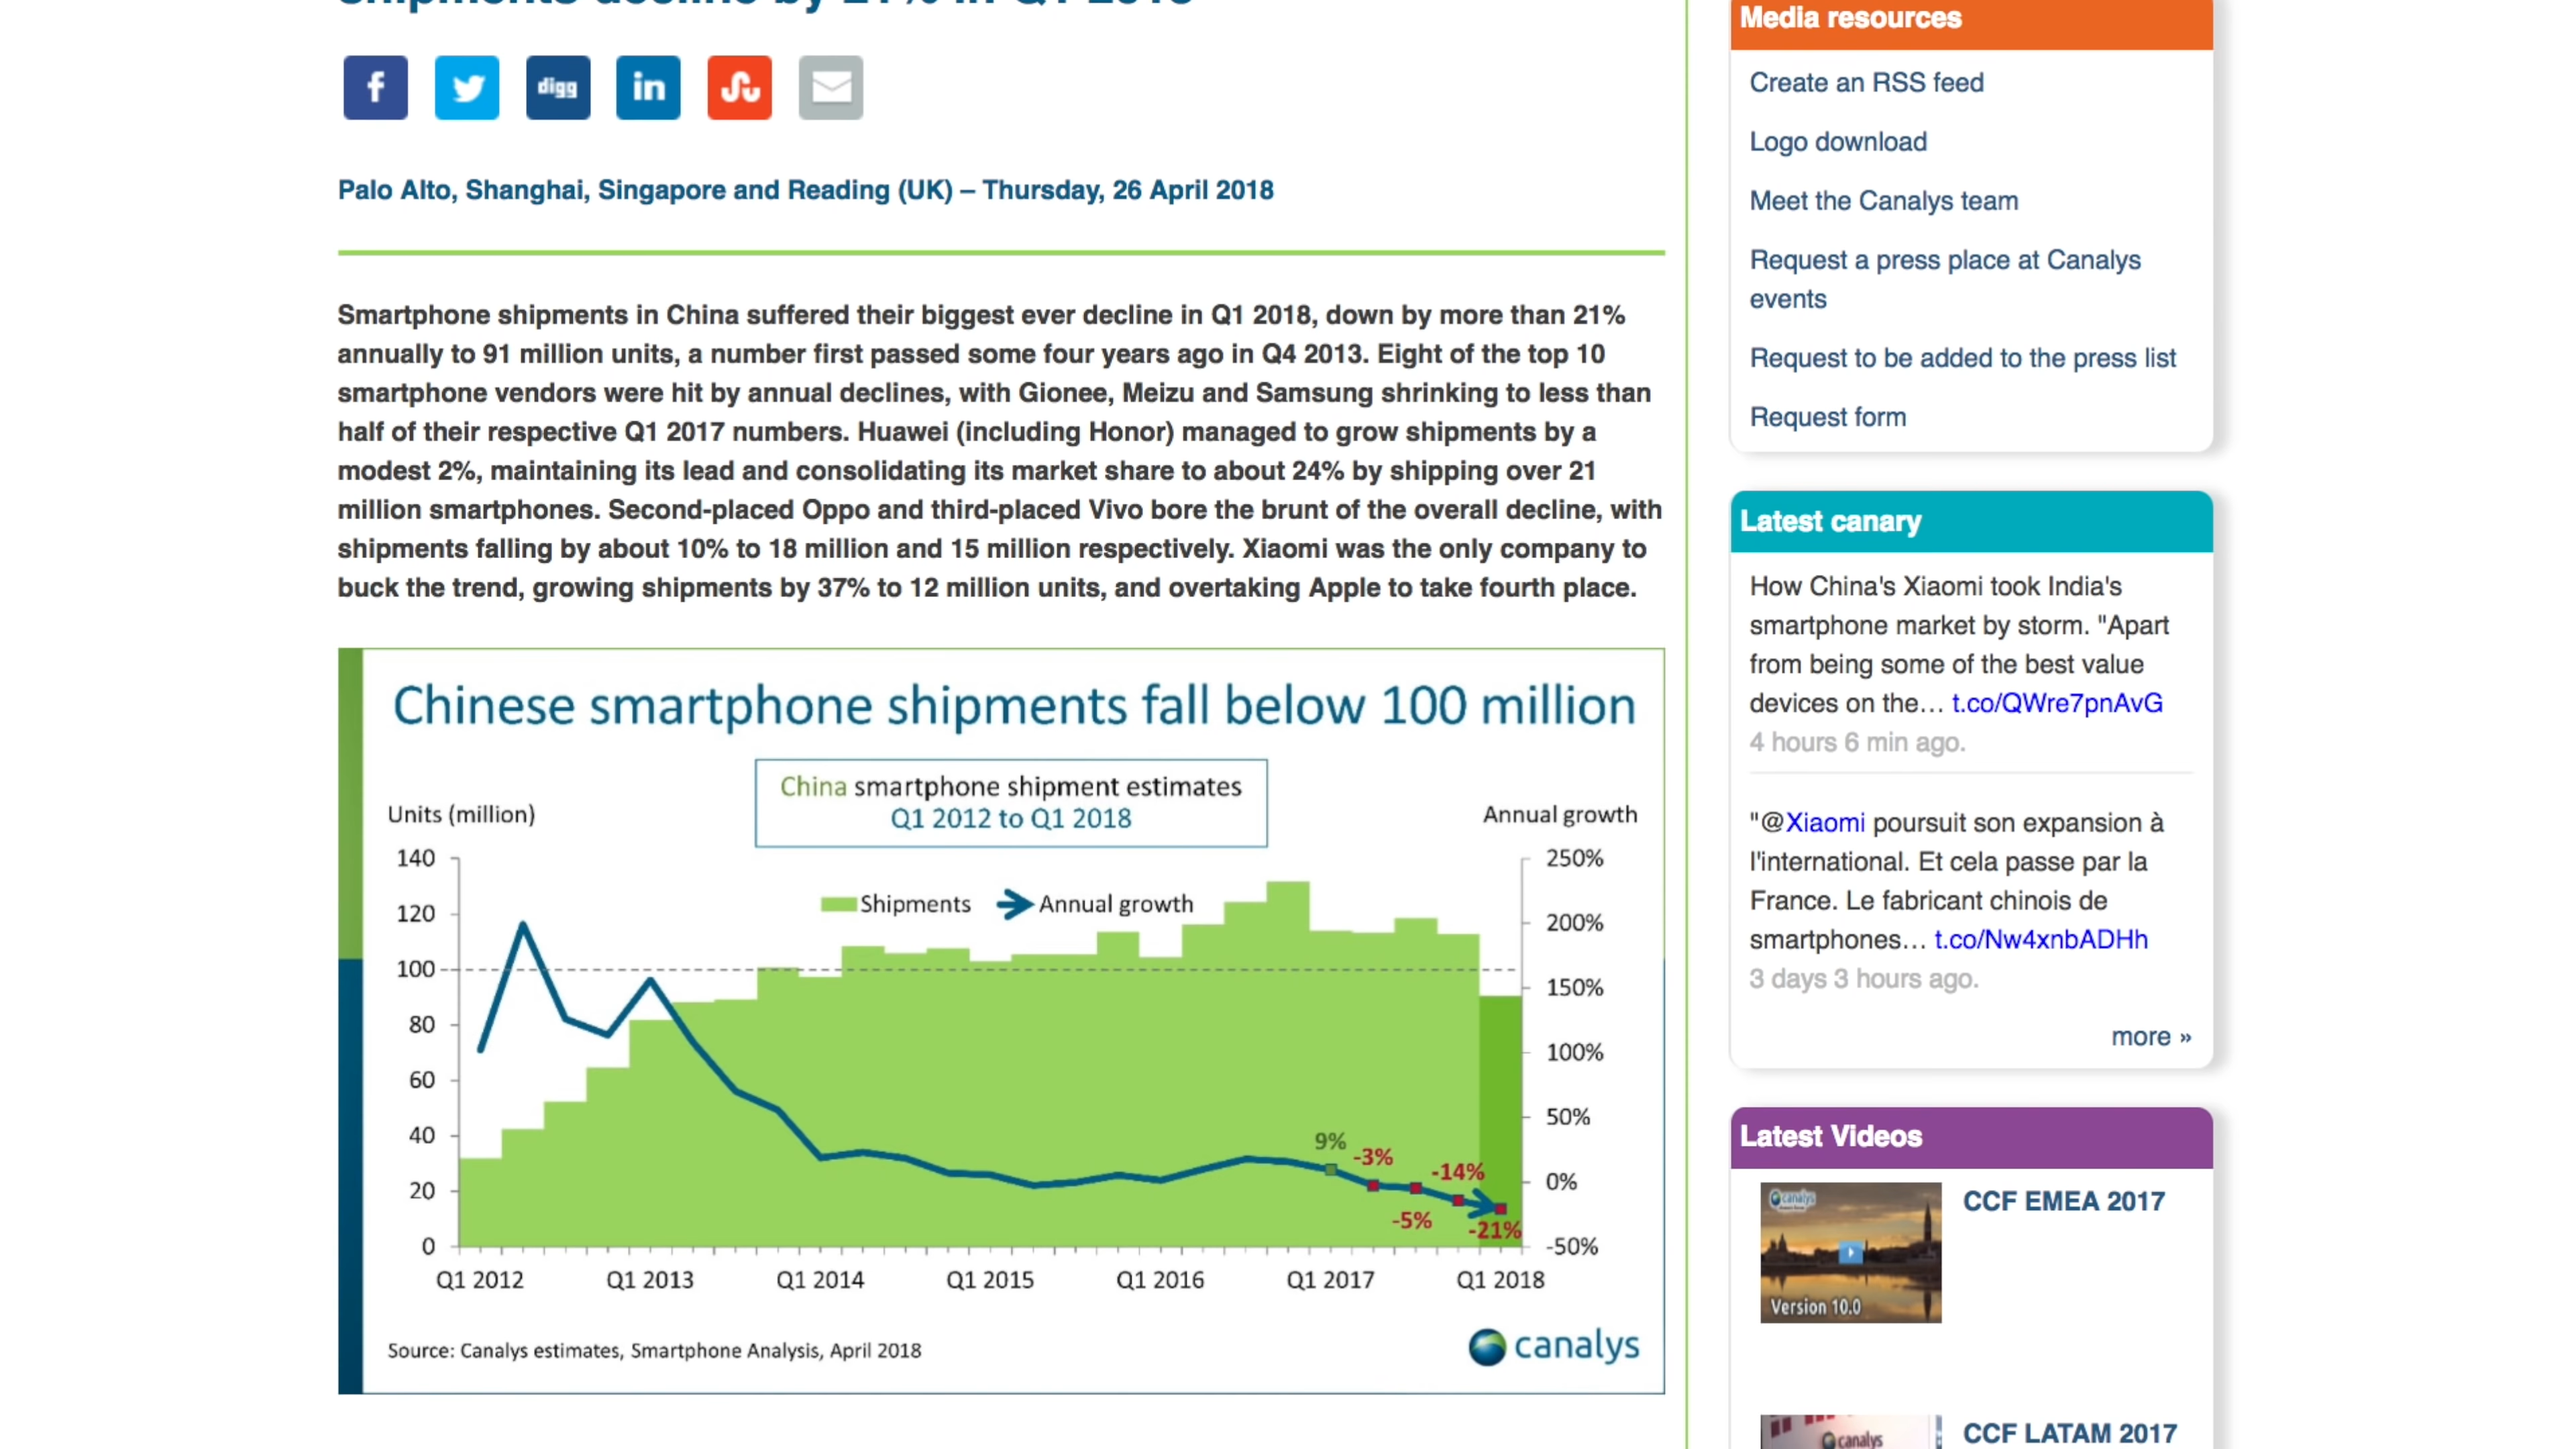 Shipments decline by 21% in Q1 2018
f
digg
in
Palo Alto, Shanghai, Singapore and Reading (UK) – Thursday, 26 April 2018
Smartphone shipments in China suffered their biggest ever decline in Q1 2018, down by more than 21%
annually to 91 million units, a number first passed some four years ago in Q4 2013. Eight of the top 10
smartphone vendors were hit by annual declines, with Gionee, Meizu and Samsung shrinking to less than
half of their respective Q1 2017 numbers. Huawei (including Honor) managed to grow shipments by a
modest 2%, maintaining its lead and consolidating its market share to about 24% by shipping over 21
million smartphones. Second-placed Oppo and third-placed Vivo bore the brunt of the overall decline, with
shipments falling by about 10% to 18 million and 15 million respectively. Xiaomi was the only company to
buck the trend, growing shipments by 37% to 12 million units, and overtaking Apple to take fourth place.
Chinese smartphone shipments fall below 100 million
China smartphone shipment estimates
Q1 2012 to Q1 2018
Units (million)
Annual growth
Shipments
Annual growth
140
120
100
80
60
40
20
0
250%
200%
150%
100%
50%
0%
-50%
9%
-3%
-5%
-14%
-21%
Q1 2012
Q1 2013
Q1 2014
Q1 2015
Q1 2016
Q1 2017
Q1 2018
Source: Canalys estimates, Smartphone Analysis, April 2018
canalys
Media resources
Create an RSS feed
Logo download
Meet the Canalys team
Request a press place at Canalys
events
Request to be added to the press list
Request form
Latest canary
How China's Xiaomi took India's
smartphone market by storm. "Apart
from being some of the best value
devices on the… t.co/QWre7pnAvG
4 hours 6 min ago.
"@Xiaomi poursuit son expansion à
l'international. Et cela passe par la
France. Le fabricant chinois de
smartphones… t.co/Nw4xnbADHh
3 days 3 hours ago.
more »
Latest Videos
canalys
Version 10.0
CCF EMEA 2017
canalys
CCF LATAM 2017